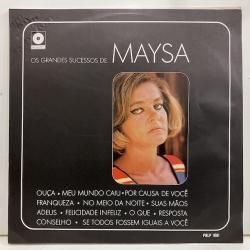 OS GRANDES SUCESSOS DE MAYSA
OUÇA • MEU MUNDO CAIU • POR CAUSA DE VOCÊ
FRANQUEZA • NO MEIO DA NOITE • SUAS MÃOS
ADEUS • FELICIDADE INFELIZ • O QUE • RESPOSTA
CONSELHO • SE TODOS FOSSEM IGUAIS A VOCÊ